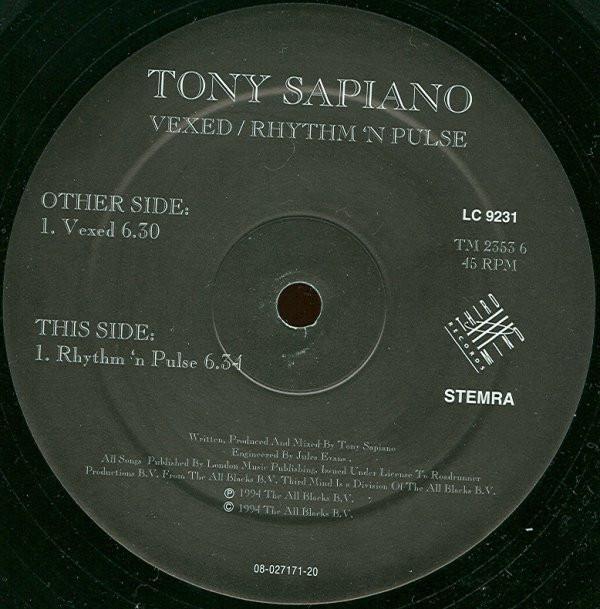 TONY SAPIANO
VEXED / RHYTHM 'N PULSE
OTHER SIDE:
1. Vexed 6.30
LC 9231
TM 2353 6
45 RPM
THIRD MIND
RECORDS
THIS SIDE:
1. Rhythm 'n Pulse 6.34
STEMRA
Written, Produced And Mixed By Tony Sapiano
Engineered By Jules Evans.
All Songs Published By London Music Publishing, Issued Under License To Roadrunner
Productions B.V. From The All Blacks B.V. Third Mind Is a Division Of The All Blacks B.V.
℗ 1994 The All Blacks B.V.
© 1994 The All Blacks B.V.
08-027171-20